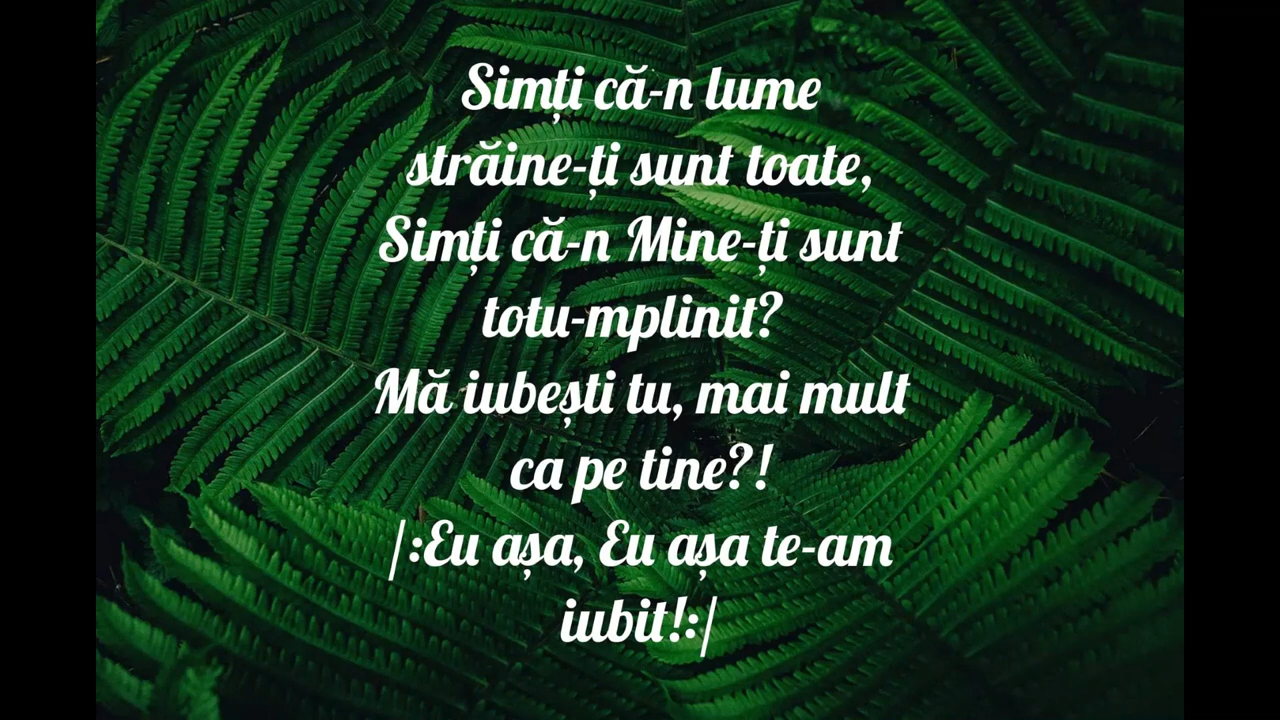 Simți că-n lume
străine-ți sunt toate,
Simți că-n Mine-ți sunt
totu-mplinit?
Mă iubești tu, mai mult
ca pe tine?!
/:Eu așa, Eu așa te-am
iubit!:/